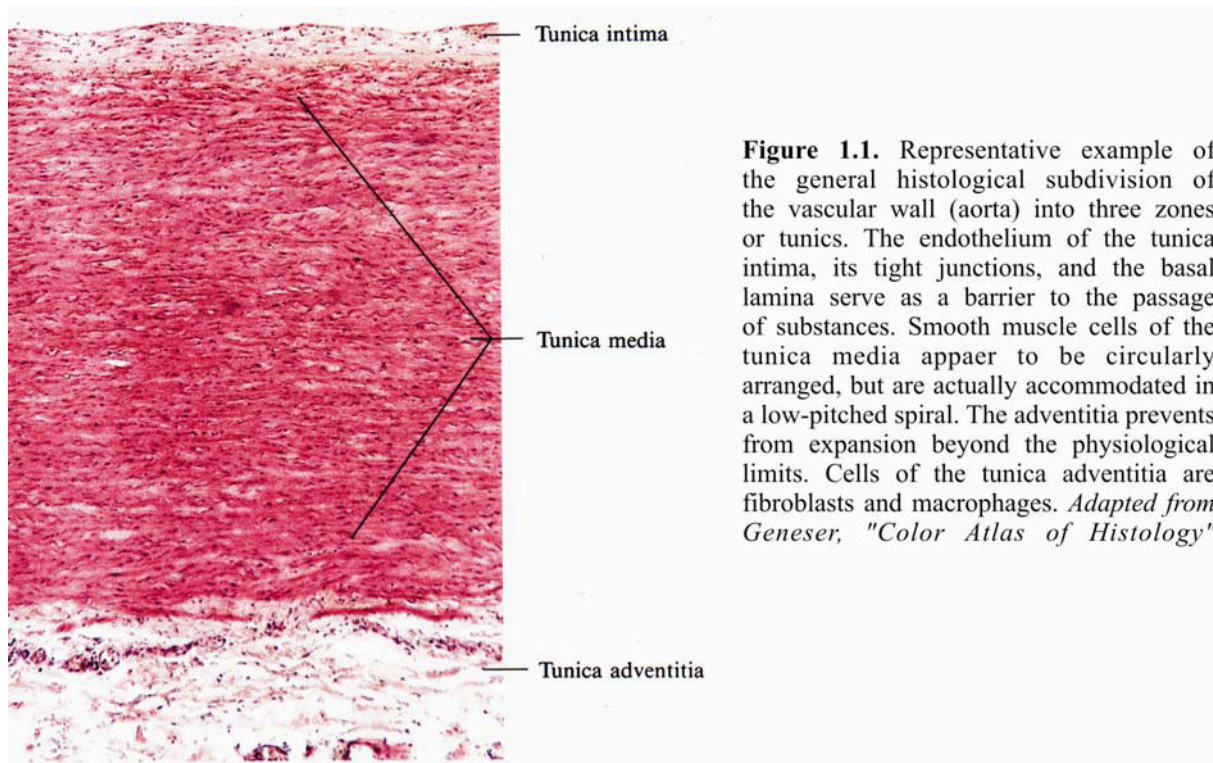 Tunica intima
Tunica media
Tunica adventitia
Figure 1.1. Representative example of
the general histological subdivision of
the vascular wall (aorta) into three zones
or tunics. The endothelium of the tunica
intima, its tight junctions, and the basal
lamina serve as a barrier to the passage
of substances. Smooth muscle cells of the
tunica media appaer to be circularly
arranged, but are actually accommodated in
a low-pitched spiral. The adventitia prevents
from expansion beyond the physiological
limits. Cells of the tunica adventitia are
fibroblasts and macrophages. Adapted from
Geneser, "Color Atlas of Histology"